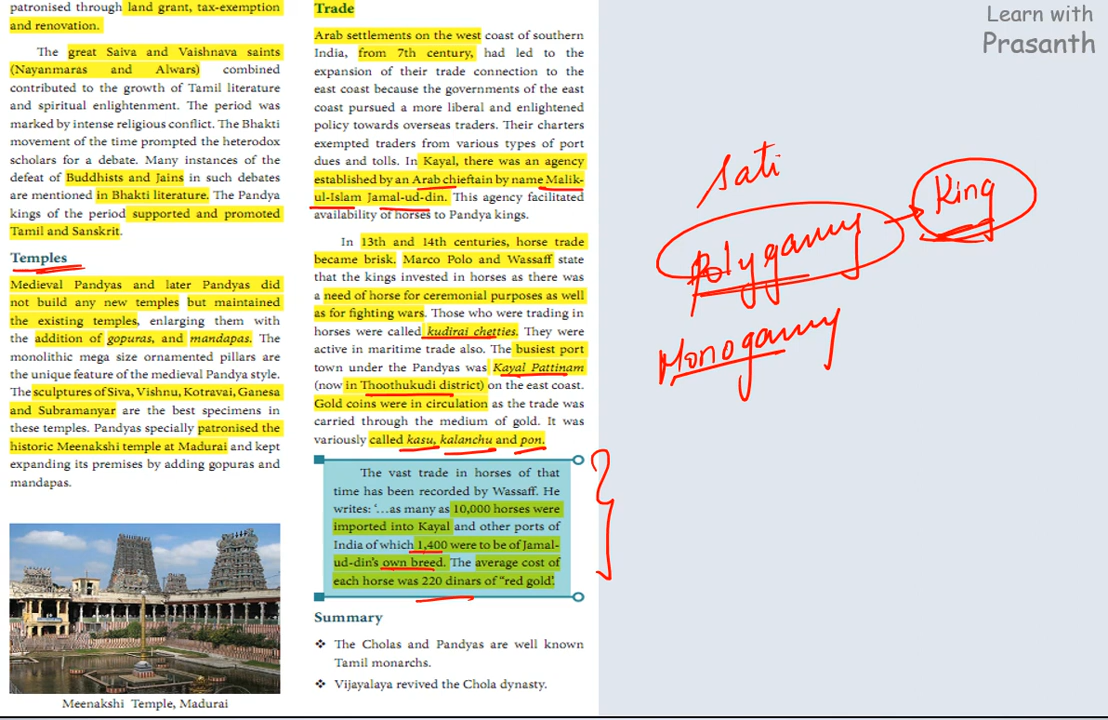 patronised through land grant, tax-exemption
and renovation.
The great Saiva and Vaishnava saints
(Nayanmaras and Alwars) combined
contributed to the growth of Tamil literature
and spiritual enlightenment. The period was
marked by intense religious conflict. The Bhakti
movement of the time prompted the heterodox
scholars for a debate. Many instances of the
defeat of Buddhists and Jains in such debates
are mentioned in Bhakti literature. The Pandya
kings of the period supported and promoted
Tamil and Sanskrit.
Temples
Medieval Pandyas and later Pandyas did
not build any new temples but maintained
the existing temples, enlarging them with
the addition of gopuras, and mandapas. The
monolithic mega size ornamented pillars are
the unique feature of the medieval Pandya style.
The sculptures of Siva, Vishnu, Kotravai, Ganesa
and Subramanyar are the best specimens in
these temples. Pandyas specially patronised the
historic Meenakshi temple at Madurai and kept
expanding its premises by adding gopuras and
mandapas.
Meenakshi Temple, Madurai
Trade
Arab settlements on the west coast of southern
India, from 7th century, had led to the
expansion of their trade connection to the
east coast because the governments of the east
coast pursued a more liberal and enlightened
policy towards overseas traders. Their charters
exempted traders from various types of port
dues and tolls. In Kayal, there was an agency
established by an Arab chieftain by name Malik-
ul-Islam Jamal-ud-din. This agency facilitated
availability of horses to Pandya kings.
In 13th and 14th centuries, horse trade
became brisk. Marco Polo and Wassaff state
that the kings invested in horses as there was
a need of horse for ceremonial purposes as well
as for fighting wars. Those who were trading in
horses were called kudirai chetties. They were
active in maritime trade also. The busiest port
town under the Pandyas was Kayal Pattinam
(now in Thoothukudi district) on the east coast.
Gold coins were in circulation as the trade was
carried through the medium of gold. It was
variously called kasu, kalanchu and pon.
The vast trade in horses of that
time has been recorded by Wassaff. He
writes: ‘…as many as 10,000 horses were
imported into Kayal and other ports of
India of which 1,400 were to be of Jamal-
ud-din’s own breed. The average cost of
each horse was 220 dinars of “red gold’.
Summary
❖ The Cholas and Pandyas are well known
Tamil monarchs.
❖ Vijayalaya revived the Chola dynasty.
Learn with
Prasanth
Sati
King
Polygamy
Monogamy